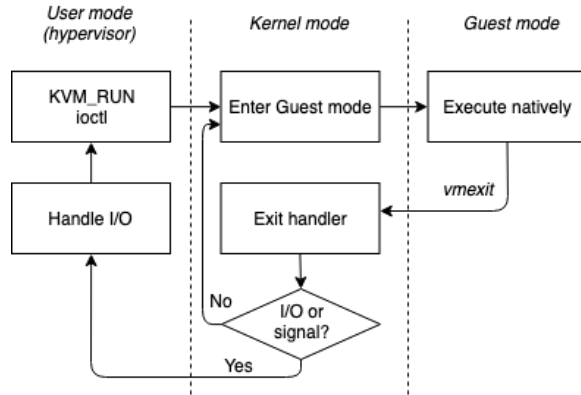 User mode
(hypervisor)
Kernel mode
Guest mode
KVM_RUN
ioctl
Enter Guest mode
Execute natively
vmexit
Handle I/O
Exit handler
No
I/O or
signal?
Yes